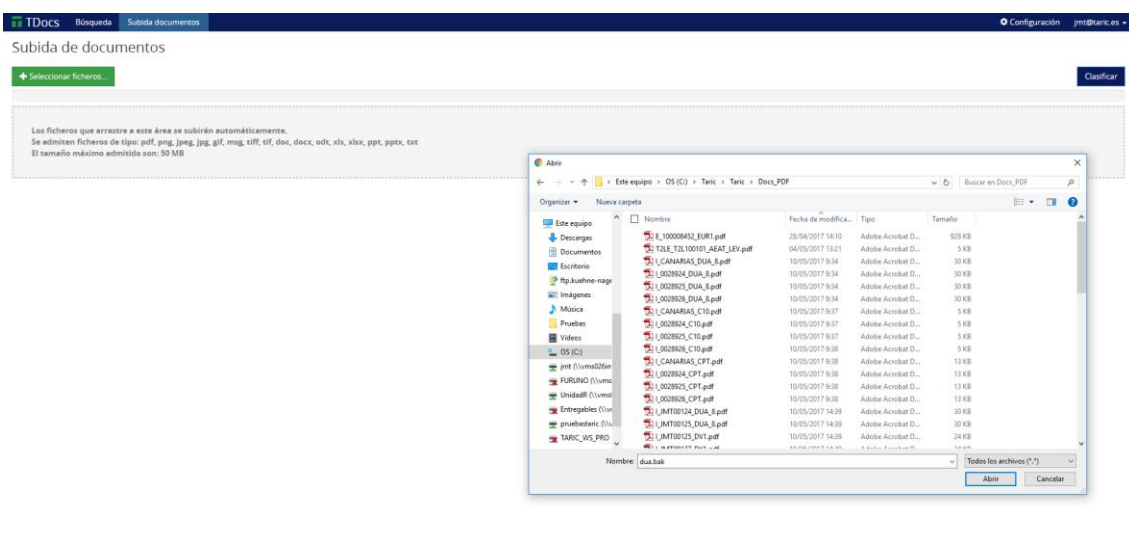 TDocs Búsqueda Subida documentos Configuración jmt@taric.es
Subida de documentos
Seleccionar ficheros... Clasificar
Los ficheros que arrastre a este área se subirán automáticamente.
Se admiten ficheros de tipo: pdf, png, jpeg, jpg, gif, msg, tiff, tif, doc, docx, odt, xls, xlsx, ppt, pptx, txt
El tamaño máximo admitido son: 50 MB
Abrir
Este equipo > OS (C:) > Taric > Taric > Docs_PDF Buscar en Docs_PDF
Organizar Nueva carpeta
Nombre Fecha de modifica... Tipo Tamaño
Este equipo
Descargas
Documentos
Escritorio
ftp.kuehne-nage
Imágenes
Música
Pruebas
Vídeos
OS (C:)
jmt (\\vms026im
FURUNO (\\vms
UnidadR (\\vms
Entregables (\\v
pruebastaric (\\
TARIC_WS_PRO
E_100008452_EUR1.pdf 28/04/2017 14:10 Adobe Acrobat D... 928 KB
T2LE_T2L100101_AEAT_LEV.pdf 04/05/2017 13:21 Adobe Acrobat D... 5 KB
I_CANARIAS_DUA_8.pdf 10/05/2017 9:34 Adobe Acrobat D... 30 KB
I_0028924_DUA_8.pdf 10/05/2017 9:34 Adobe Acrobat D... 30 KB
I_0028925_DUA_8.pdf 10/05/2017 9:34 Adobe Acrobat D... 30 KB
I_0028926_DUA_8.pdf 10/05/2017 9:34 Adobe Acrobat D... 30 KB
I_CANARIAS_C10.pdf 10/05/2017 9:37 Adobe Acrobat D... 5 KB
I_0028924_C10.pdf 10/05/2017 9:37 Adobe Acrobat D... 5 KB
I_0028925_C10.pdf 10/05/2017 9:37 Adobe Acrobat D... 5 KB
I_0028926_C10.pdf 10/05/2017 9:38 Adobe Acrobat D... 5 KB
I_CANARIAS_CPT.pdf 10/05/2017 9:38 Adobe Acrobat D... 13 KB
I_0028924_CPT.pdf 10/05/2017 9:38 Adobe Acrobat D... 13 KB
I_0028925_CPT.pdf 10/05/2017 9:38 Adobe Acrobat D... 13 KB
I_0028926_CPT.pdf 10/05/2017 9:38 Adobe Acrobat D... 13 KB
I_JMT00124_DUA_8.pdf 10/05/2017 14:39 Adobe Acrobat D... 30 KB
I_JMT00125_DUA_8.pdf 10/05/2017 14:39 Adobe Acrobat D... 30 KB
I_JMT00125_DV1.pdf 10/05/2017 14:39 Adobe Acrobat D... 24 KB
Nombre: dua.bak Todos los archivos (*.*)
Abrir Cancelar